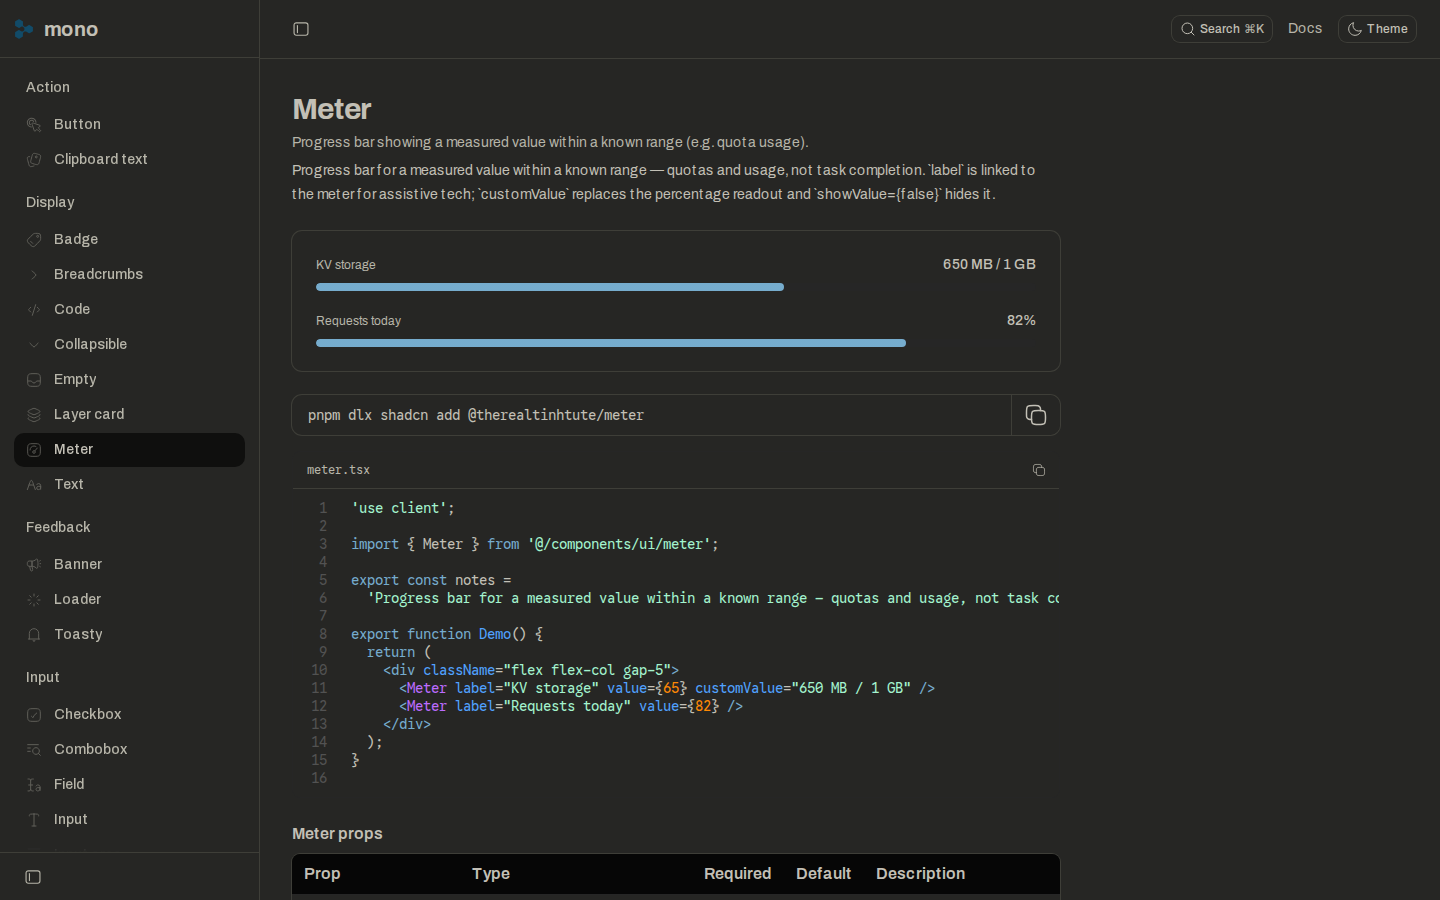 mono
Search ⌘K
Docs
Theme
Action
Button
Clipboard text
Display
Badge
Breadcrumbs
Code
Collapsible
Empty
Layer card
Meter
Text
Feedback
Banner
Loader
Toasty
Input
Checkbox
Combobox
Field
Input
Meter
Progress bar showing a measured value within a known range (e.g. quota usage).
Progress bar for a measured value within a known range — quotas and usage, not task completion. `label` is linked to
the meter for assistive tech; `customValue` replaces the percentage readout and `showValue={false}` hides it.
KV storage
650 MB / 1 GB
Requests today
82%
pnpm dlx shadcn add @therealtinhtute/meter
meter.tsx
1 'use client';
2
3 import { Meter } from '@/components/ui/meter';
4
5 export const notes =
6 'Progress bar for a measured value within a known range — quotas and usage, not task co
7
8 export function Demo() {
9 return (
10 <div className="flex flex-col gap-5">
11 <Meter label="KV storage" value={65} customValue="650 MB / 1 GB" />
12 <Meter label="Requests today" value={82} />
13 </div>
14 );
15 }
16
Meter props
Prop Type Required Default Description